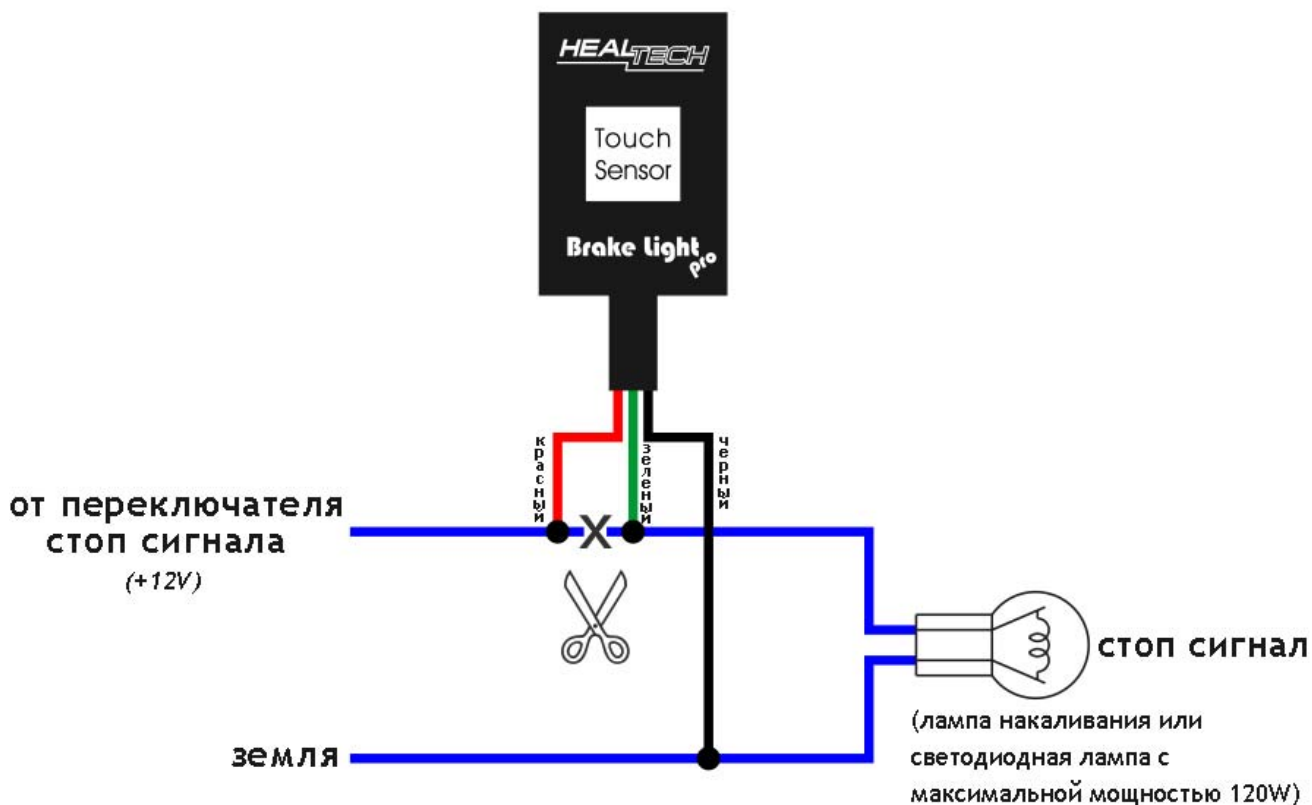 HEALTECH
Touch
Sensor
Brake Light
pro
красный
зеленый
черный
от переключателя
стоп сигнала
(+12V)
X
стоп сигнал
(лампа накаливания или
светодиодная лампа с
максимальной мощностью 120W)
земля